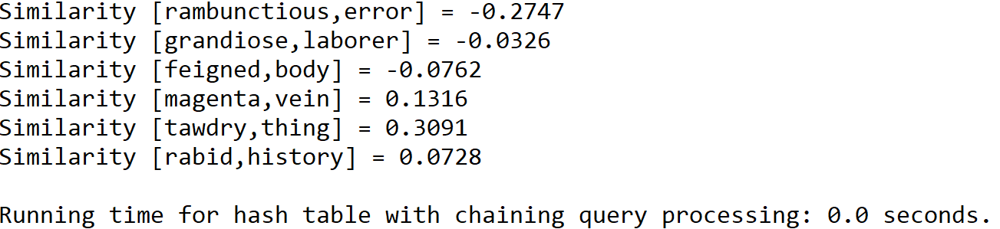 Similarity [rambunctious,error] = -0.2747
Similarity [grandiose,laborer] = -0.0326
Similarity [feigned,body] = -0.0762
Similarity [magenta,vein] = 0.1316
Similarity [tawdry,thing] = 0.3091
Similarity [rabid,history] = 0.0728
Running time for hash table with chaining query processing: 0.0 seconds.